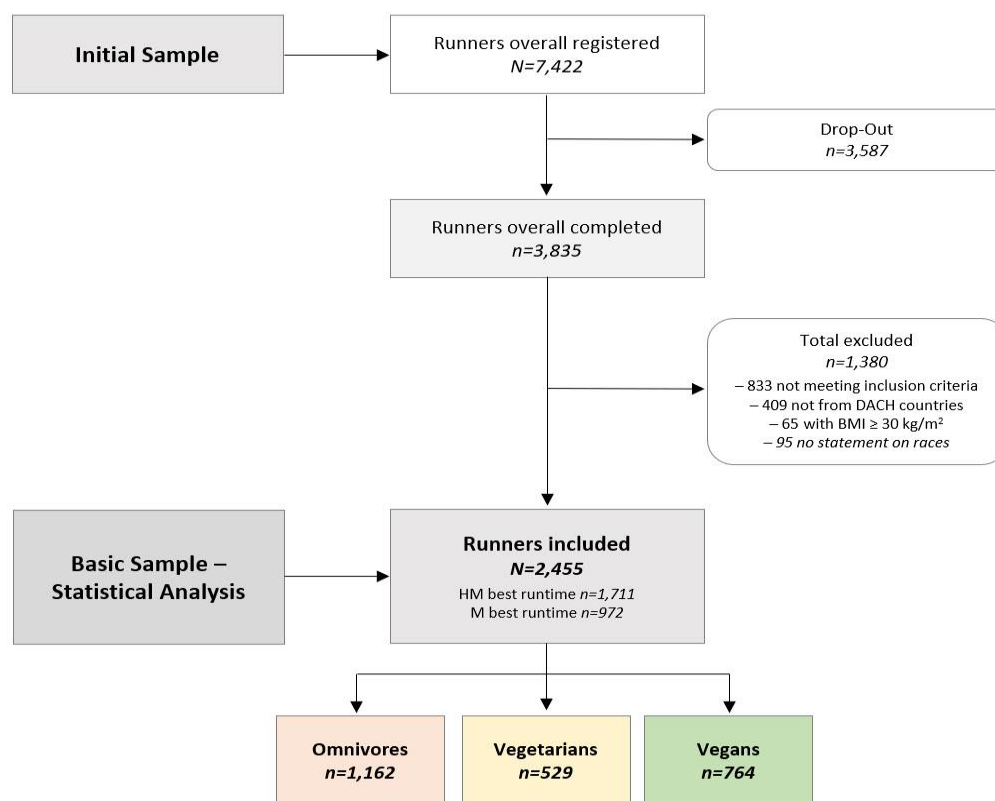 Initial Sample
Runners overall registered
N=7,422
Drop-Out
n=3,587
Runners overall completed
n=3,835
Total excluded
n=1,380
– 833 not meeting inclusion criteria
– 409 not from DACH countries
– 65 with BMI ≥ 30 kg/m²
– 95 no statement on races
Basic Sample –
Statistical Analysis
Runners included
N=2,455
HM best runtime n=1,711
M best runtime n=972
Omnivores
n=1,162
Vegetarians
n=529
Vegans
n=764